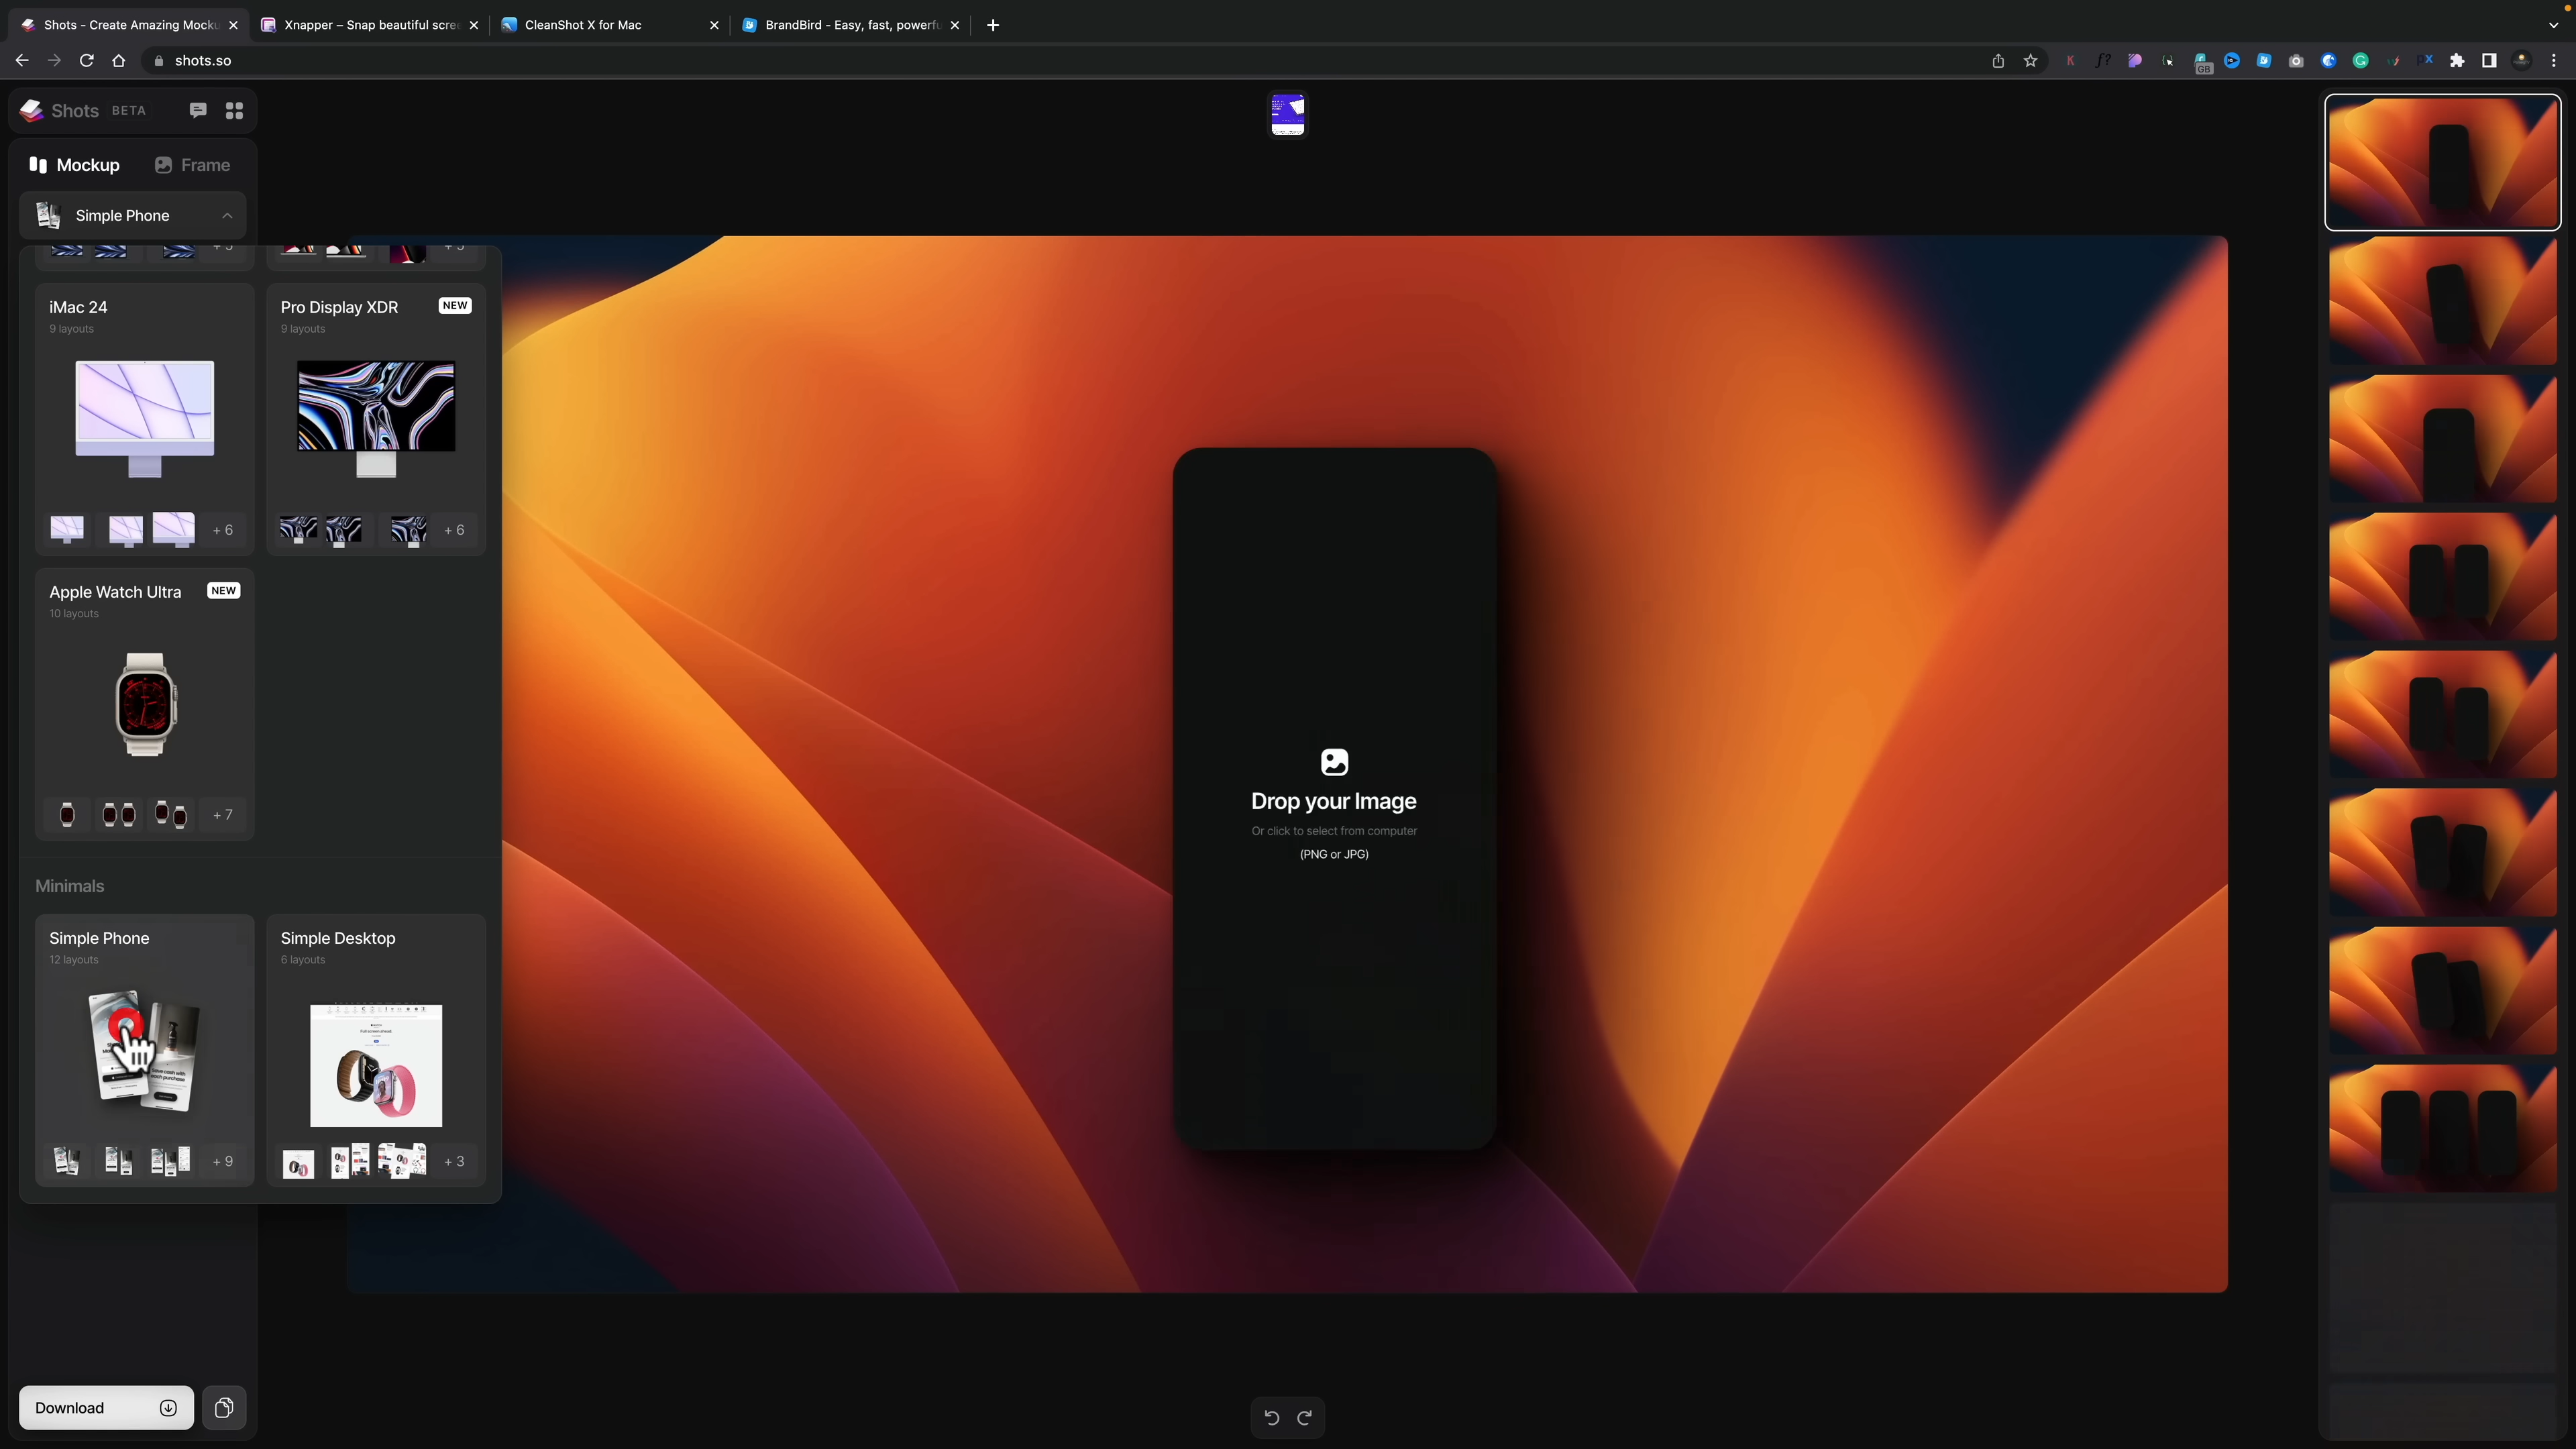 Shots - Create Amazing Mocku
Xnapper – Snap beautiful scree
CleanShot X for Mac
BrandBird - Easy, fast, powerfu
shots.so
GB
Shots BETA
Mockup
Frame
Simple Phone
iMac 24
9 layouts
+ 6
Pro Display XDR
NEW
9 layouts
+ 6
Apple Watch Ultra
NEW
10 layouts
+ 7
Minimals
Simple Phone
12 layouts
+ 9
Simple Desktop
6 layouts
+ 3
Drop your Image
Or click to select from computer
(PNG or JPG)
Download